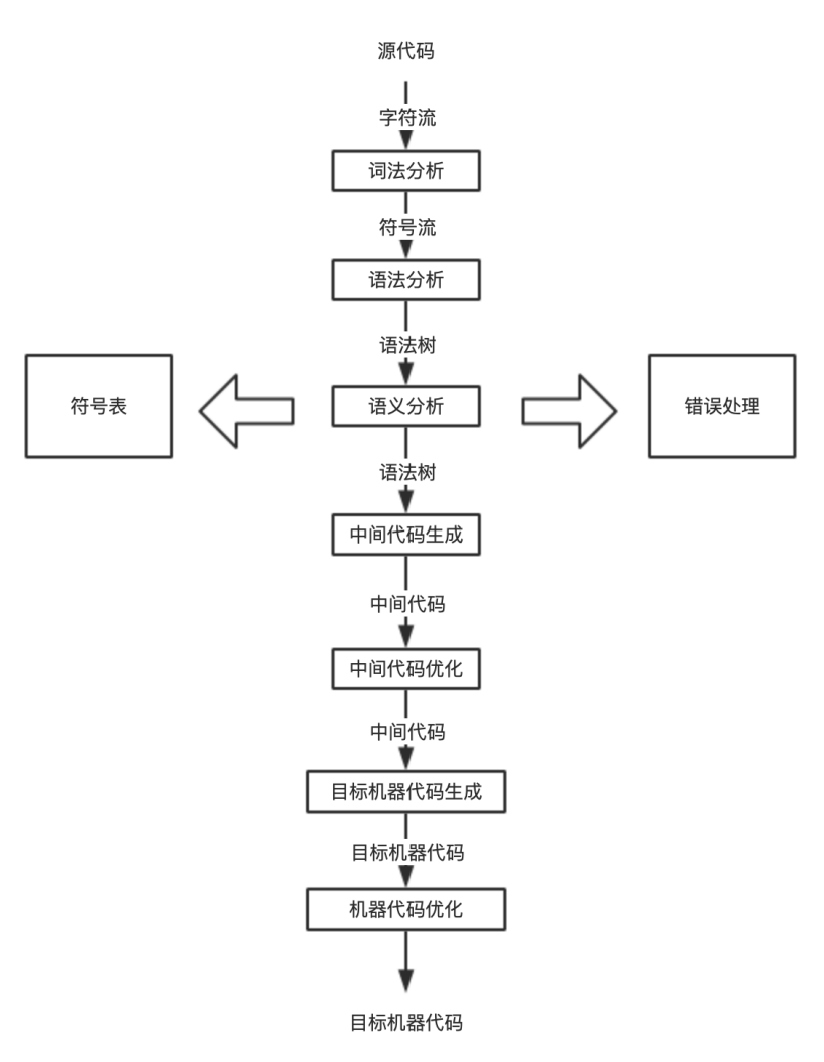 源代码
字符流
词法分析
符号流
语法分析
语法树
符号表
语义分析
错误处理
语法树
中间代码生成
中间代码
中间代码优化
中间代码
目标机器代码生成
目标机器代码
机器代码优化
目标机器代码